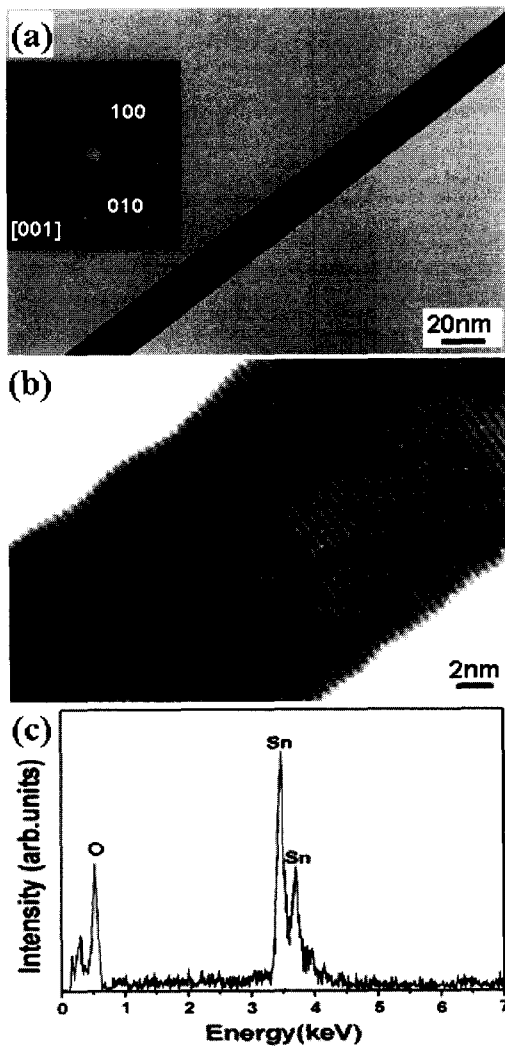 (a)
100
010
[001]
20nm
(b)
2nm
(c)
Sn
Sn
O
Intensity (arb.units)
0 1 2 3 4 5 6 7
Energy(keV)